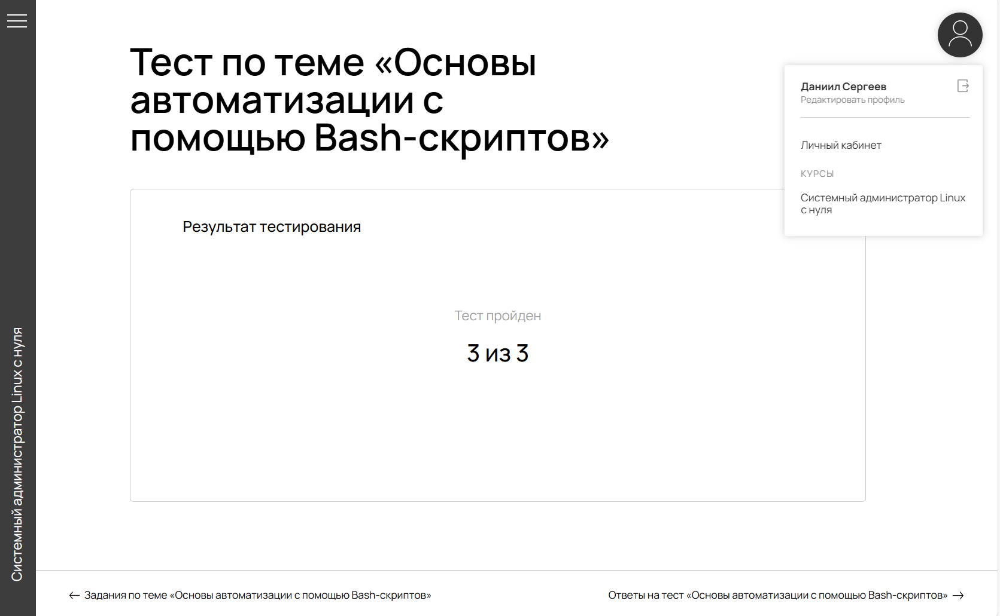 Системный администратор Linux с нуля
Тест по теме «Основы
автоматизации с
помощью Bash-скриптов»
Даниил Сергеев
Редактировать профиль
Личный кабинет
КУРСЫ
Системный администратор Linux
с нуля
Результат тестирования
Тест пройден
3 из 3
← Задания по теме «Основы автоматизации с помощью Bash-скриптов»
Ответы на тест «Основы автоматизации с помощью Bash-скриптов» →